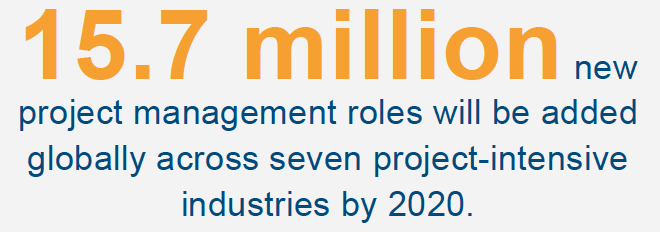 15.7 million new
project management roles will be added
globally across seven project-intensive
industries by 2020.